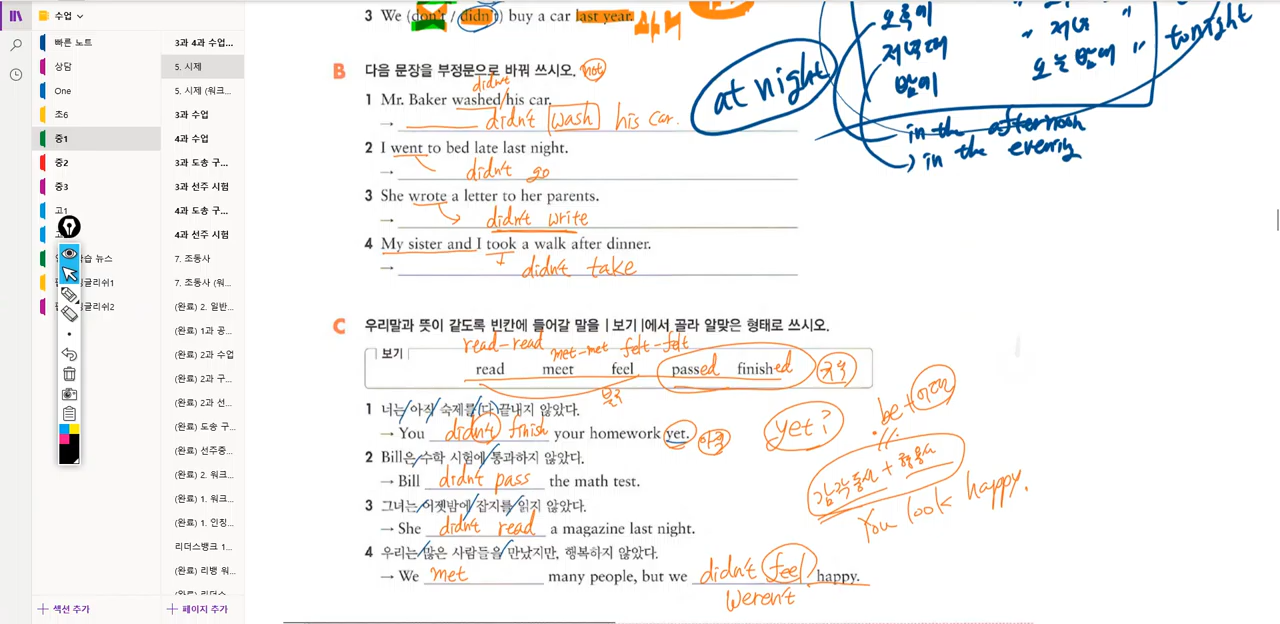 수업
빠른 노트
상담
One
초6
중1
중2
중3
고1
습 뉴스
글리쉬1
글리쉬2
섹션 추가
3과 4과 수업...
5. 시제
5. 시제 (워크...
3과 수업
4과 수업
3과 도송 구...
3과 선주 시험
4과 도송 구...
4과 선주 시험
7. 조동사
7. 조동사 (워...
(완료) 2. 일반...
(완료) 1과 공...
(완료) 2과 수업
(완료) 2과 구...
(완료) 2과 선...
(완료) 도송 구...
(완료) 선주중...
(완료) 2. 워크...
(완료) 1. 워크...
(완료) 1. 인징...
리더스뱅크 1...
(완료) 리뱅 워...
(완료) 리더스
페이지 추가
3 We (don't / didn't) buy a car last year. 과거
B 다음 문장을 부정문으로 바꿔 쓰시오. not
didn't
1 Mr. Baker washed his car.
→ didn't wash his car.
2 I went to bed late last night.
→ didn't go
3 She wrote a letter to her parents.
→ didn't write
4 My sister and I took a walk after dinner.
→ didn't take
오후에
저녁때 " 저녁 "
밤에 오늘 밤에 " tonight
at night
in the afternoon
in the evening
C 우리말과 뜻이 같도록 빈칸에 들어갈 말을 |보기|에서 골라 알맞은 형태로 쓰시오.
보기
read-read met-met felt-felt
read meet feel passed finished 규칙
불규
1 너는 아직 숙제를 (다) 끝내지 않았다.
→ You didn't finish your homework yet. 아직
2 Bill은 수학 시험에 통과하지 않았다.
→ Bill didn't pass the math test.
3 그녀는 어젯밤에 잡지를 읽지 않았다.
→ She didn't read a magazine last night.
4 우리는 많은 사람들을 만났지만, 행복하지 않았다.
→ We met many people, but we didn't feel happy.
weren't
yet?
감각동사 + 형용사
You look happy.